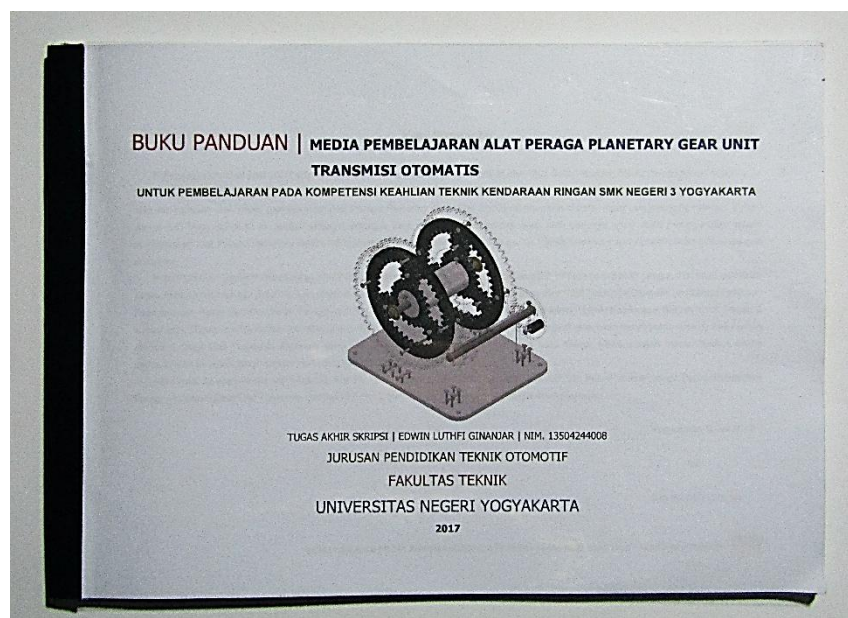 BUKU PANDUAN | MEDIA PEMBELAJARAN ALAT PERAGA PLANETARY GEAR UNIT
TRANSMISI OTOMATIS
UNTUK PEMBELAJARAN PADA KOMPETENSI KEAHLIAN TEKNIK KENDARAAN RINGAN SMK NEGERI 3 YOGYAKARTA
TUGAS AKHIR SKRIPSI | EDWIN LUTHFI GINANJAR | NIM. 13504244008
JURUSAN PENDIDIKAN TEKNIK OTOMOTIF
FAKULTAS TEKNIK
UNIVERSITAS NEGERI YOGYAKARTA
2017